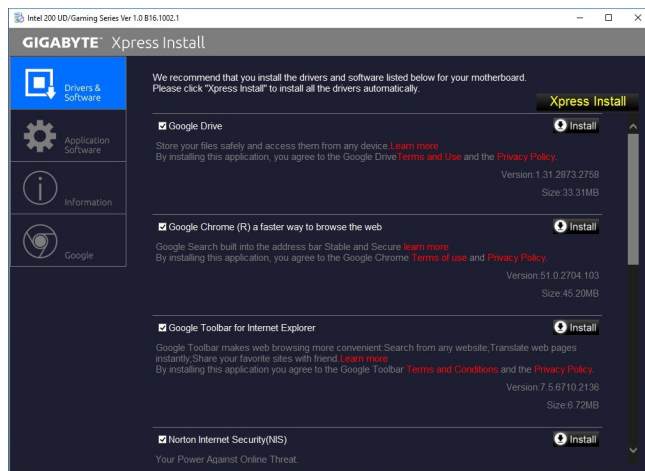 Intel 200 UD/Gaming Series Ver 1.0 B16.1002.1
GIGABYTE™ Xpress Install
Drivers &
Software
Application
Software
Information
Google
We recommend that you install the drivers and software listed below for your motherboard.
Please click "Xpress Install" to install all the drivers automatically.
Xpress Install
Google Drive
Install
Store your files safely and access them from any device.Learn more
By installing this application, you agree to the Google DriveTerms and Use and the Privacy Policy.
Version:1.31.2873.2758
Size:33.31MB
Google Chrome (R) a faster way to browse the web
Install
Google Search built into the address bar Stable and Secure learn more
By installing this application, you agree to the Google Chrome Terms of use and Privacy Policy.
Version:51.0.2704.103
Size:45.20MB
Google Toolbar for Internet Explorer
Install
Google Toolbar makes web browsing more convenient:Search from any website;Translate web pages
instantly;Share your favorite sites with friend.Learn more
By installing this application you agree to the Google Toolbar Terms and Conditions and the Privacy Policy.
Version:7.5.6710.2136
Size:6.72MB
Norton Internet Security(NIS)
Install
Your Power Against Online Threat.